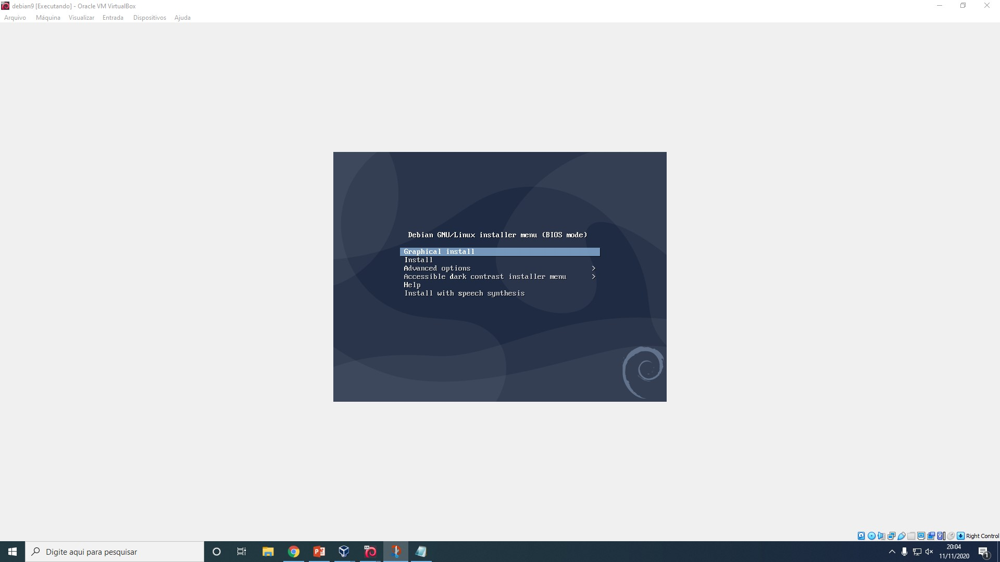 debian9 [Executando] - Oracle VM VirtualBox
Arquivo Máquina Visualizar Entrada Dispositivos Ajuda
Debian GNU/Linux installer menu (BIOS mode)
Graphical install
Install
Advanced options >
Accessible dark contrast installer menu >
Help
Install with speech synthesis
Right Control
Digite aqui para pesquisar
20:04
11/11/2020
1